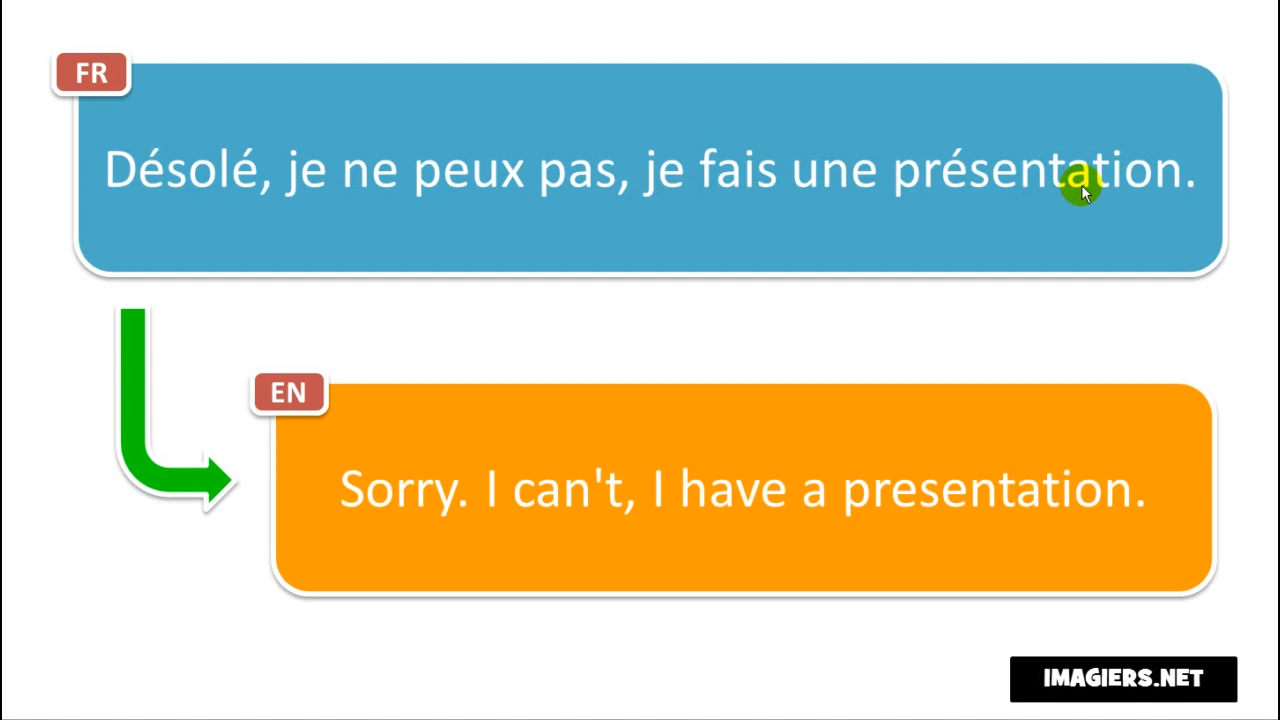 FR
Désolé, je ne peux pas, je fais une présentation.
EN
Sorry. I can't, I have a presentation.
IMAGIERS.NET